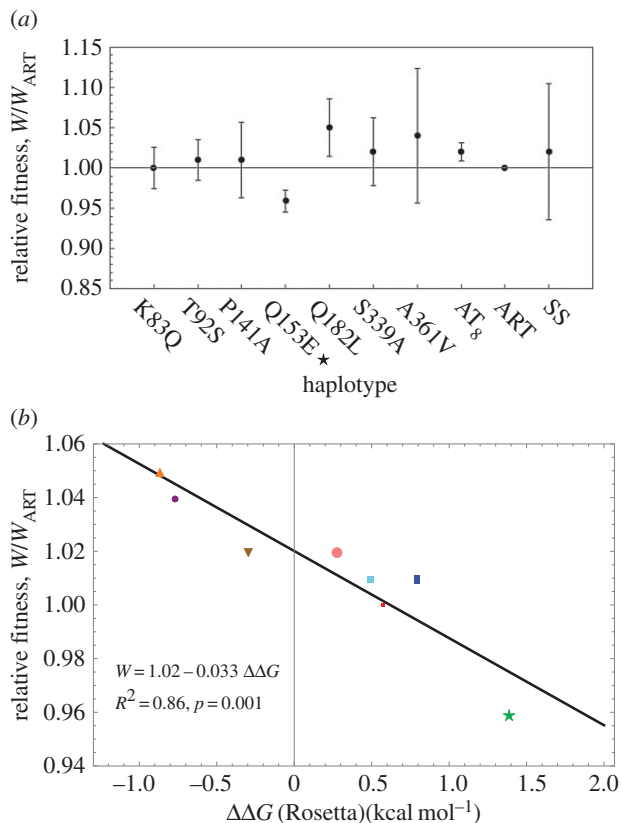 (a)
1.15
1.10
1.05
1.00
0.95
0.90
0.85
relative fitness, W/W_ART
K83Q
T92S
P141A
Q153E ★
Q182L
S339A
A361V
AT₈
ART
SS
haplotype
(b)
1.06
1.04
1.02
1.00
0.98
0.96
0.94
relative fitness, W/W_ART
W = 1.02 – 0.033 ΔΔG
R² = 0.86, p = 0.001
–1.0
–0.5
0
0.5
1.0
1.5
2.0
ΔΔG (Rosetta)(kcal mol⁻¹)